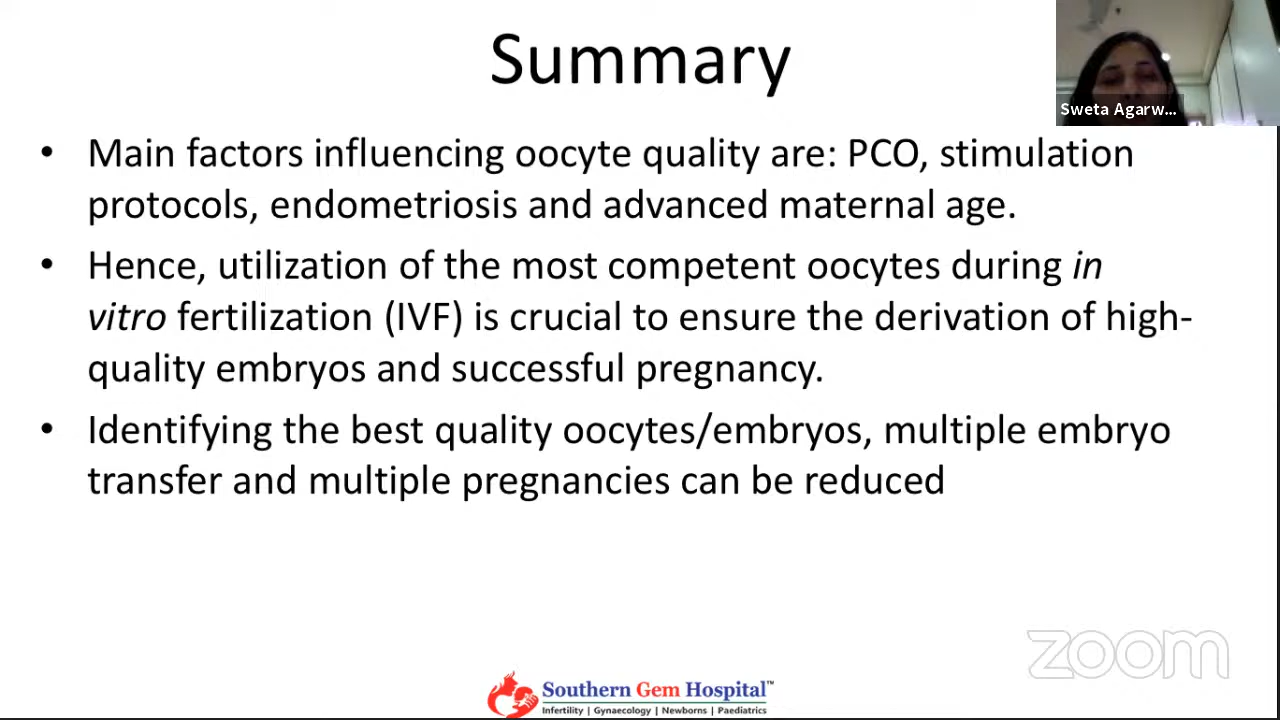 Summary
Sweta Agarw...
• Main factors influencing oocyte quality are: PCO, stimulation
protocols, endometriosis and advanced maternal age.
• Hence, utilization of the most competent oocytes during in
vitro fertilization (IVF) is crucial to ensure the derivation of high-
quality embryos and successful pregnancy.
• Identifying the best quality oocytes/embryos, multiple embryo
transfer and multiple pregnancies can be reduced
zoom
Southern Gem Hospital™
Infertility | Gynaecology | Newborns | Paediatrics